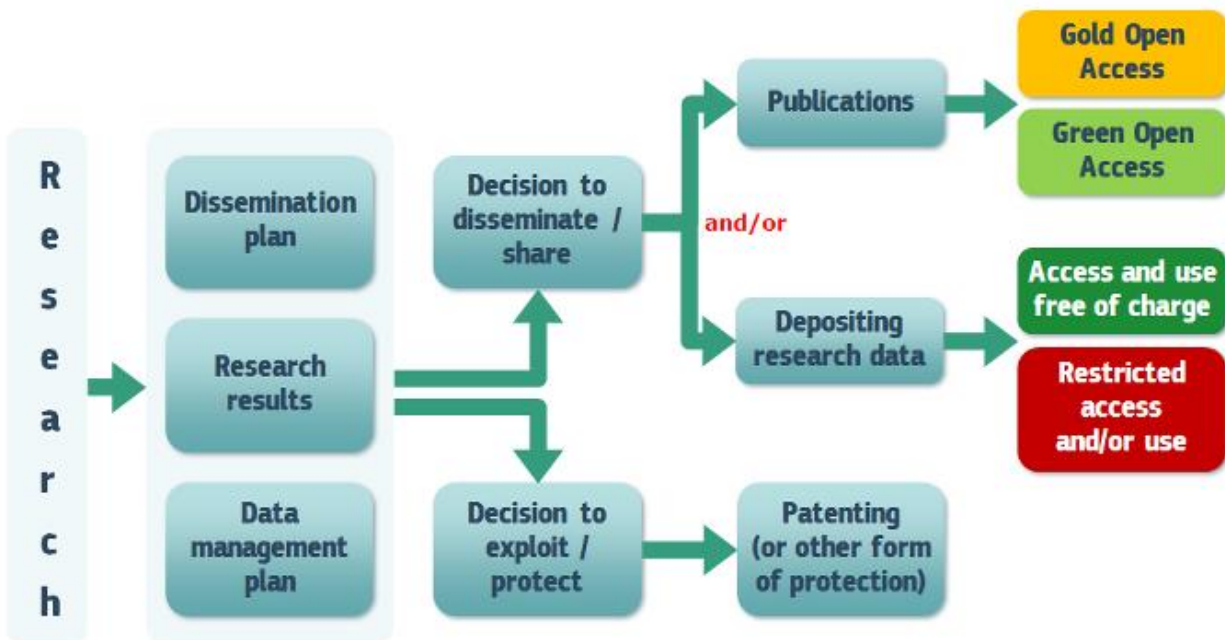 Research
Dissemination
plan
Research
results
Data
management
plan
Decision to
disseminate /
share
Decision to
exploit /
protect
and/or
Publications
Depositing
research data
Patenting
(or other form
of protection)
Gold Open
Access
Green Open
Access
Access and use
free of charge
Restricted
access
and/or use